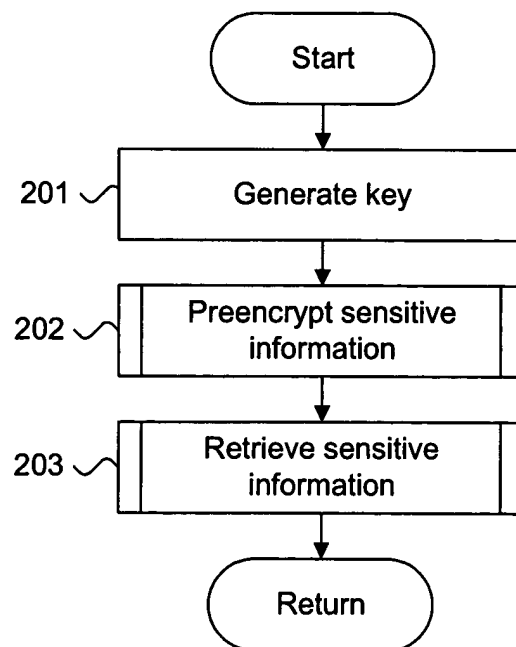 Start
201
Generate key
202
Preencrypt sensitive
information
203
Retrieve sensitive
information
Return